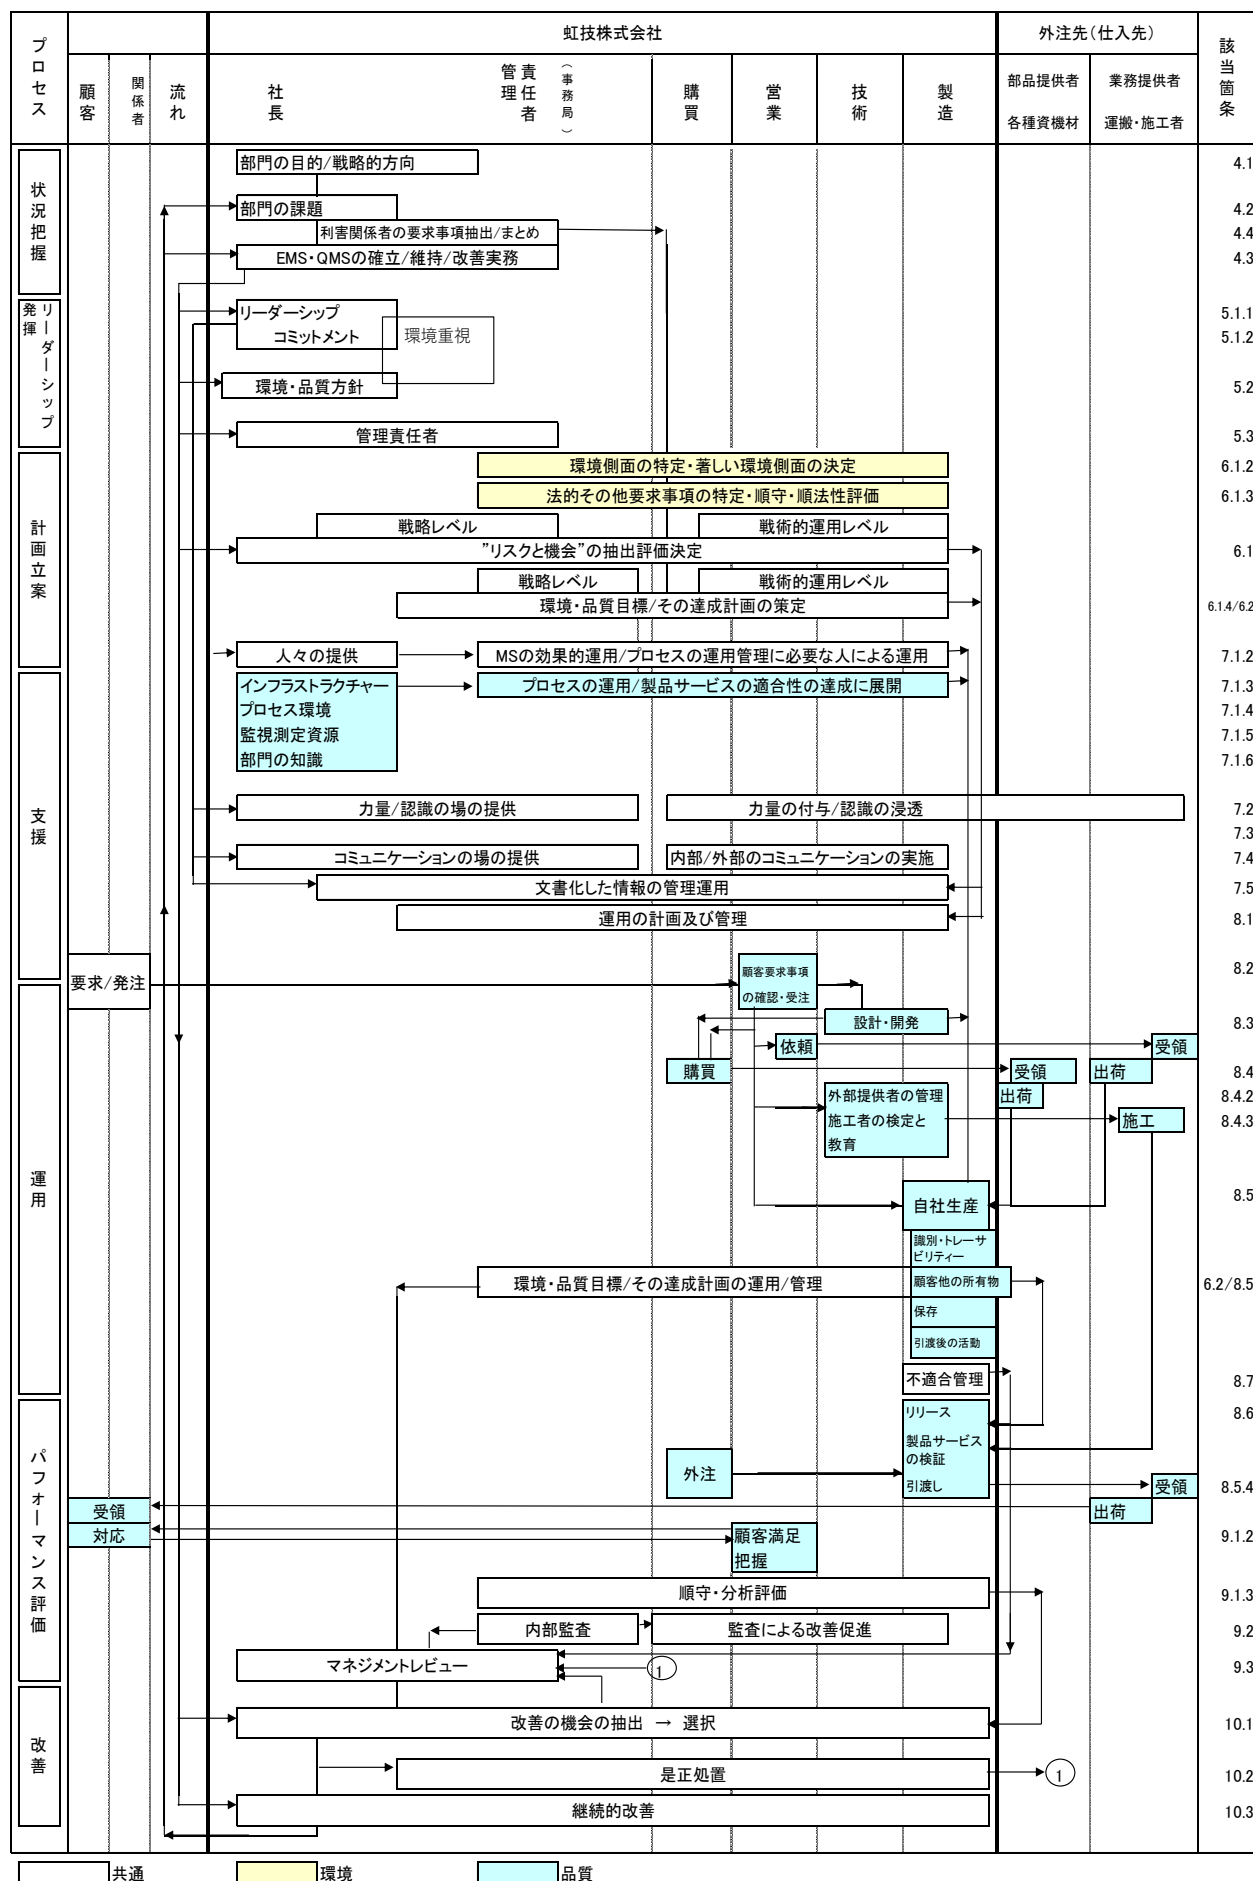 プロセス
虹技株式会社
外注先（仕入先）
該当箇条
顧客
関係者
流れ
社長
管理責任者
（事務局）
購買
営業
技術
製造
部品提供者
各種資機材
業務提供者
運搬・施工者
状況把握
部門の目的/戦略的方向
4.1
部門の課題
4.2
利害関係者の要求事項抽出/まとめ
4.4
EMS・QMSの確立/維持/改善実務
4.3
リーダーシップ発揮
リーダーシップ
5.1.1
コミットメント
環境重視
5.1.2
環境・品質方針
5.2
管理責任者
5.3
計画立案
環境側面の特定・著しい環境側面の決定
6.1.2
法的その他要求事項の特定・順守・順法性評価
6.1.3
戦略レベル
戦術的運用レベル
”リスクと機会”の抽出評価決定
6.1
戦略レベル
戦術的運用レベル
環境・品質目標/その達成計画の策定
6.1.4/6.2
人々の提供
MSの効果的運用/プロセスの運用管理に必要な人による運用
7.1.2
支援
インフラストラクチャー
プロセスの運用/製品サービスの適合性の達成に展開
7.1.3
プロセス環境
7.1.4
監視測定資源
7.1.5
部門の知識
7.1.6
力量/認識の場の提供
力量の付与/認識の浸透
7.2
7.3
コミュニケーションの場の提供
内部/外部のコミュニケーションの実施
7.4
文書化した情報の管理運用
7.5
運用の計画及び管理
8.1
要求/発注
顧客要求事項
の確認・受注
8.2
運用
設計・開発
8.3
依頼
受領
購買
受領
出荷
8.4
外部提供者の管理
出荷
8.4.2
施工者の検定と
教育
施工
8.4.3
自社生産
8.5
識別・トレーサ
ビリティー
環境・品質目標/その達成計画の運用/管理
顧客他の所有物
6.2/8.5
保存
引渡後の活動
不適合管理
8.7
パフォーマンス評価
リリース
8.6
製品サービス
の検証
外注
引渡し
受領
8.5.4
受領
出荷
対応
顧客満足
把握
9.1.2
順守・分析評価
9.1.3
内部監査
監査による改善促進
9.2
マネジメントレビュー
1
9.3
改善
改善の機会の抽出　→　選択
10.1
是正処置
1
10.2
継続的改善
10.3
共通
環境
品質